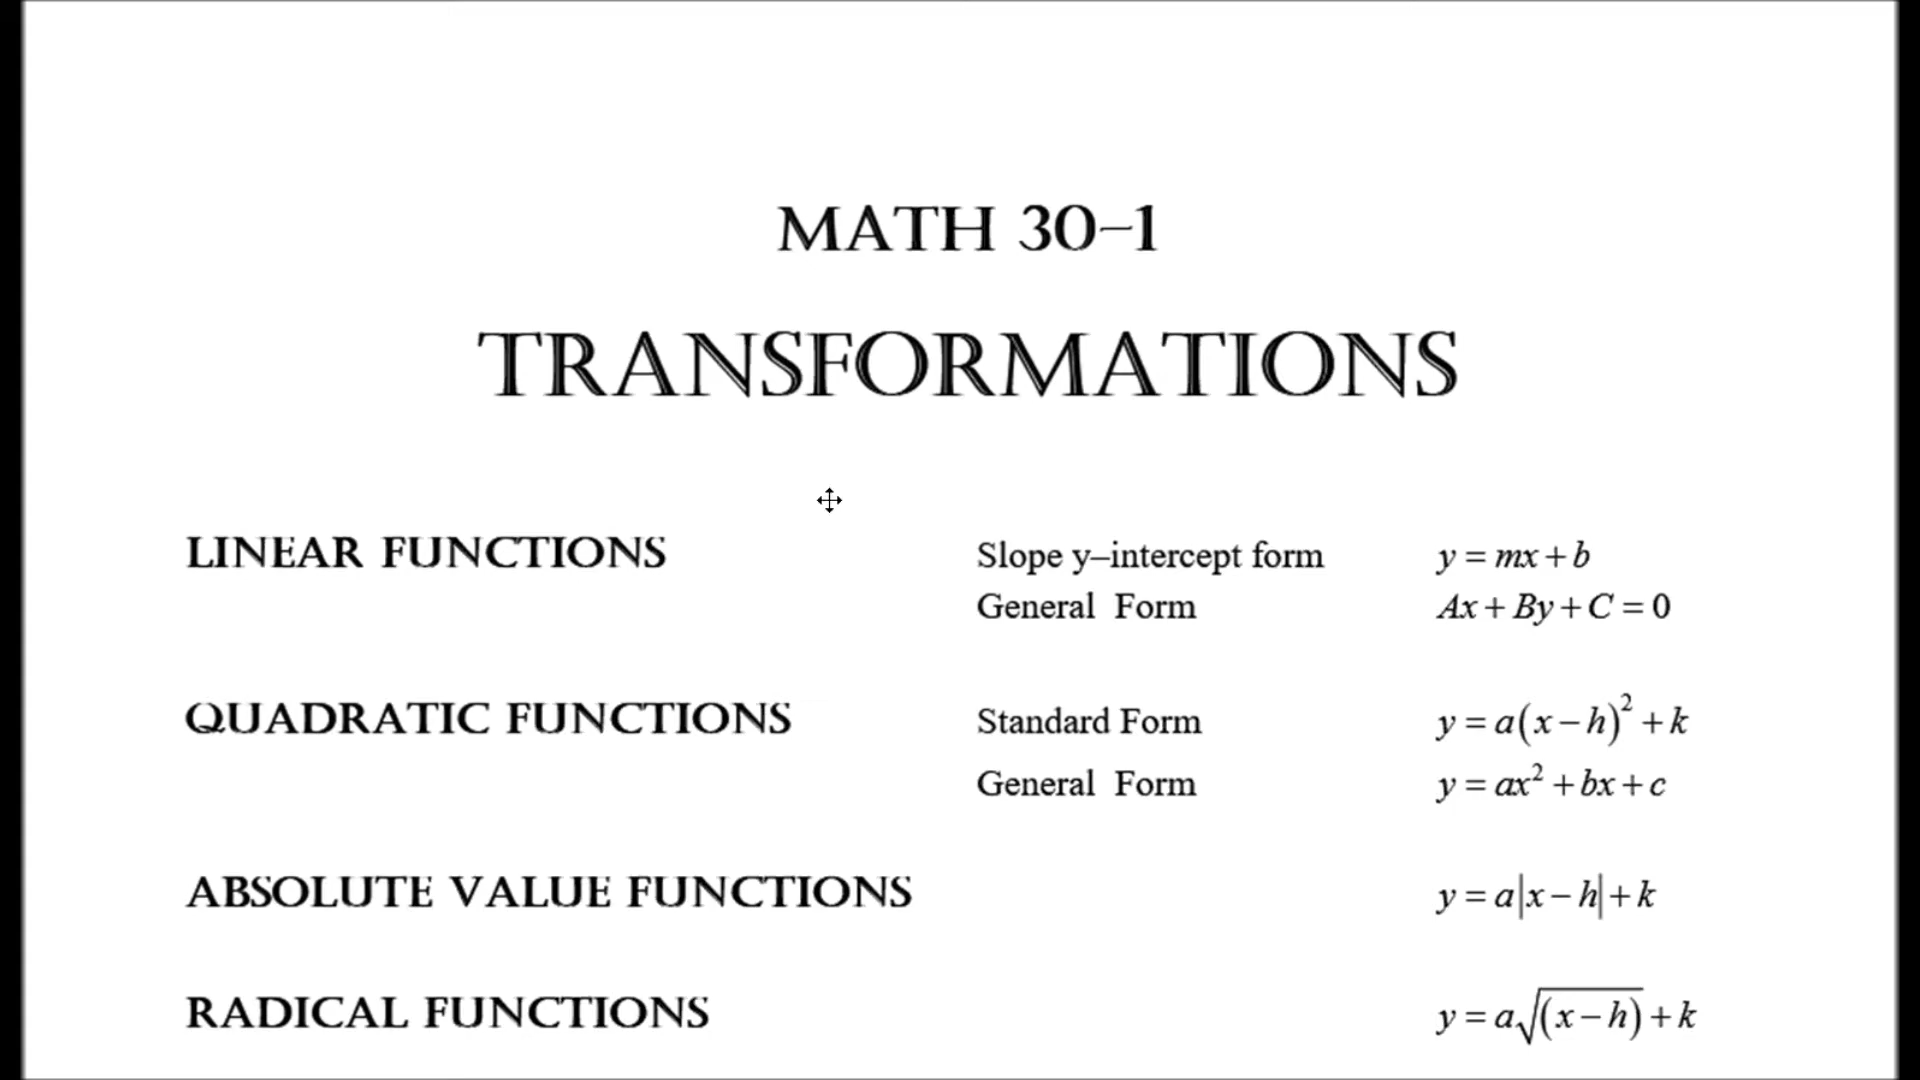 MATH 30–1
TRANSFORMATIONS
LINEAR FUNCTIONS Slope y–intercept form y = mx + b
General Form Ax + By + C = 0
QUADRATIC FUNCTIONS Standard Form y = a(x − h)² + k
General Form y = ax² + bx + c
ABSOLUTE VALUE FUNCTIONS y = a|x − h| + k
RADICAL FUNCTIONS y = a√(x − h) + k